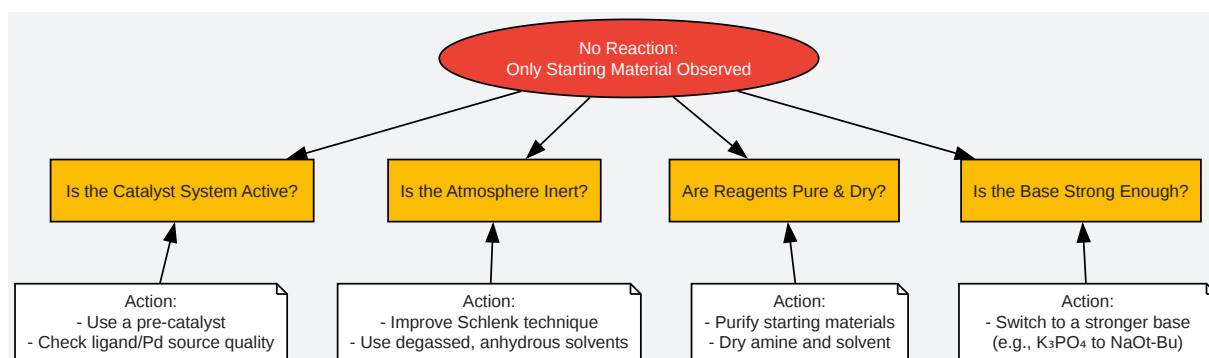 No Reaction:
Only Starting Material Observed
Is the Catalyst System Active?
Is the Atmosphere Inert?
Are Reagents Pure & Dry?
Is the Base Strong Enough?
Action:
- Use a pre-catalyst
- Check ligand/Pd source quality
Action:
- Improve Schlenk technique
- Use degassed, anhydrous solvents
Action:
- Purify starting materials
- Dry amine and solvent
Action:
- Switch to a stronger base
(e.g., K₃PO₄ to NaOt-Bu)